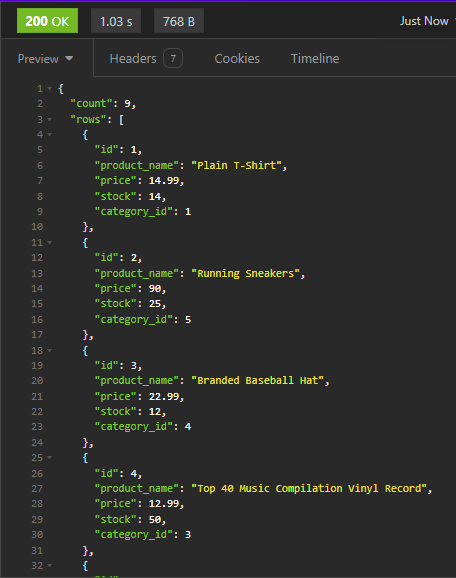 200 OK 1.03 s 768 B Just Now
Preview Headers 7 Cookies Timeline
1 {
2 "count": 9,
3 "rows": [
4 {
5 "id": 1,
6 "product_name": "Plain T-Shirt",
7 "price": 14.99,
8 "stock": 14,
9 "category_id": 1
10 },
11 {
12 "id": 2,
13 "product_name": "Running Sneakers",
14 "price": 90,
15 "stock": 25,
16 "category_id": 5
17 },
18 {
19 "id": 3,
20 "product_name": "Branded Baseball Hat",
21 "price": 22.99,
22 "stock": 12,
23 "category_id": 4
24 },
25 {
26 "id": 4,
27 "product_name": "Top 40 Music Compilation Vinyl Record",
28 "price": 12.99,
29 "stock": 50,
30 "category_id": 3
31 },
32 {